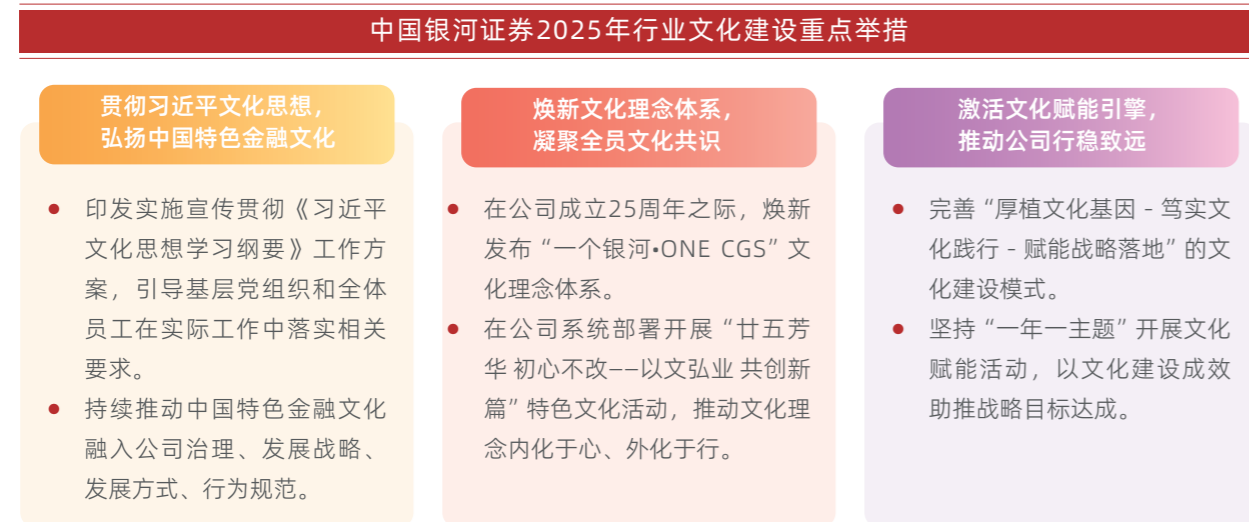 中国银河证券2025年行业文化建设重点举措
贯彻习近平文化思想，
弘扬中国特色金融文化
印发实施宣传贯彻《习近平
文化思想学习纲要》工作方
案，引导基层党组织和全体
员工在实际工作中落实相关
要求。
持续推动中国特色金融文化
融入公司治理、发展战略、
发展方式、行为规范。
焕新文化理念体系，
凝聚全员文化共识
在公司成立25周年之际，焕新
发布“一个银河•ONE CGS”文
化理念体系。
在公司系统部署开展“廿五芳
华 初心不改——以文弘业 共创新
篇”特色文化活动，推动文化理
念内化于心、外化于行。
激活文化赋能引擎，
推动公司行稳致远
完善“厚植文化基因 - 笃实文
化践行 - 赋能战略落地”的文
化建设模式。
坚持“一年一主题”开展文化
赋能活动，以文化建设成效
助推战略目标达成。